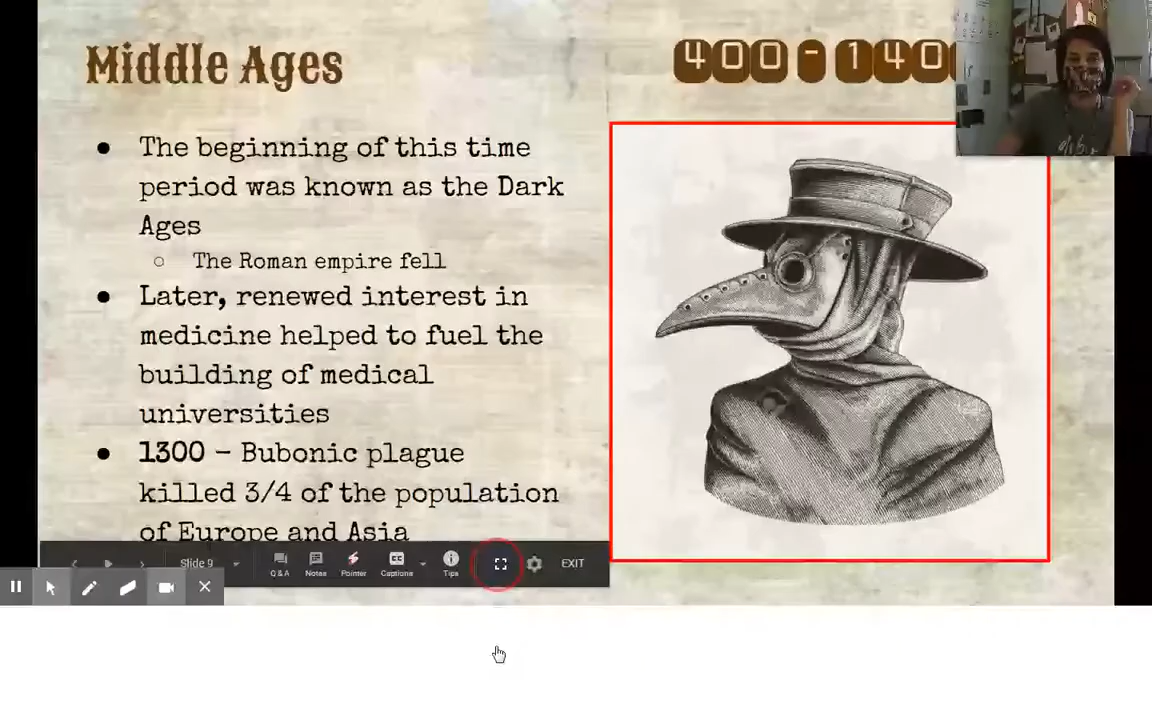 Middle Ages
400 - 140
The beginning of this time
period was known as the Dark
Ages
The Roman empire fell
Later, renewed interest in
medicine helped to fuel the
building of medical
universities
1300 - Bubonic plague
killed 3/4 of the population
of Europe and Asia
Slide 9
Q&A
Notes
Pointer
CC
Captions
Tips
EXIT